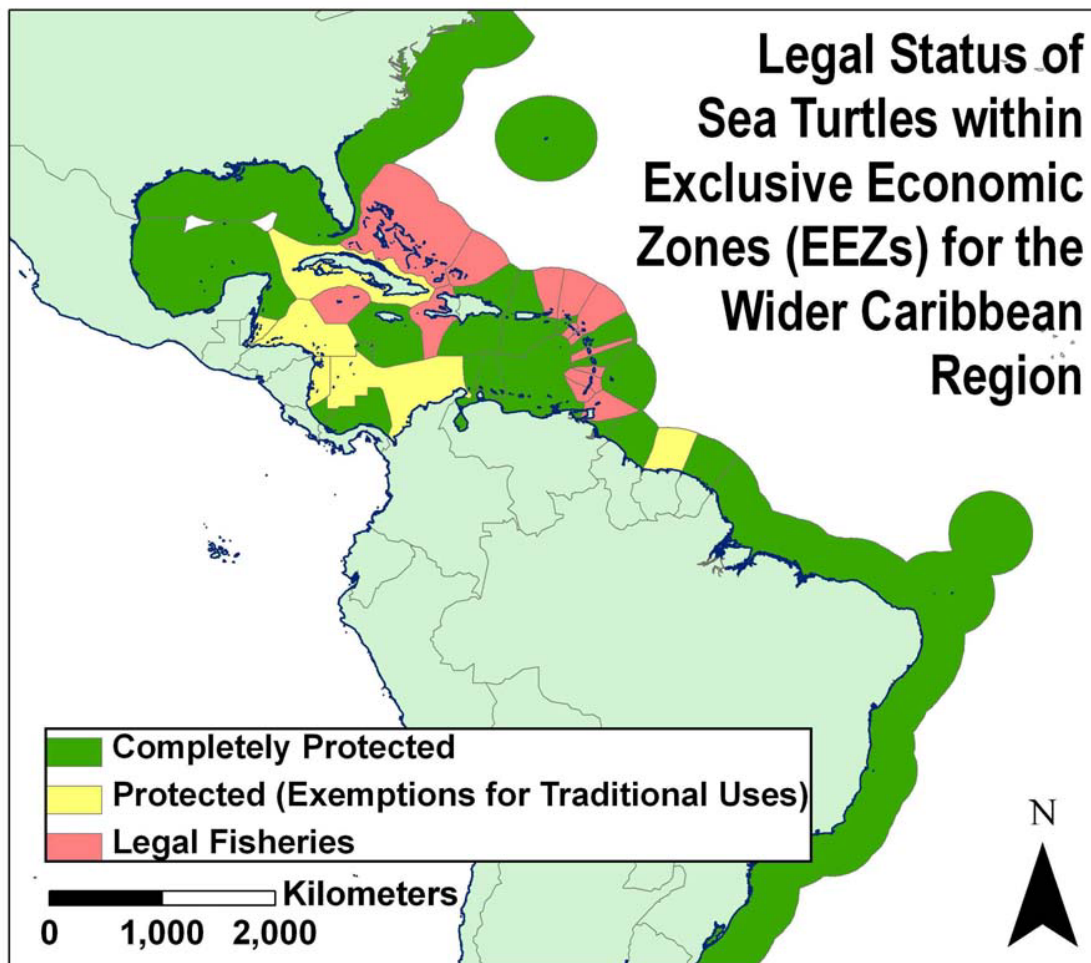 Legal Status of
Sea Turtles within
Exclusive Economic
Zones (EEZs) for the
Wider Caribbean
Region
Completely Protected
Protected (Exemptions for Traditional Uses)
Legal Fisheries
Kilometers
0 1,000 2,000
N